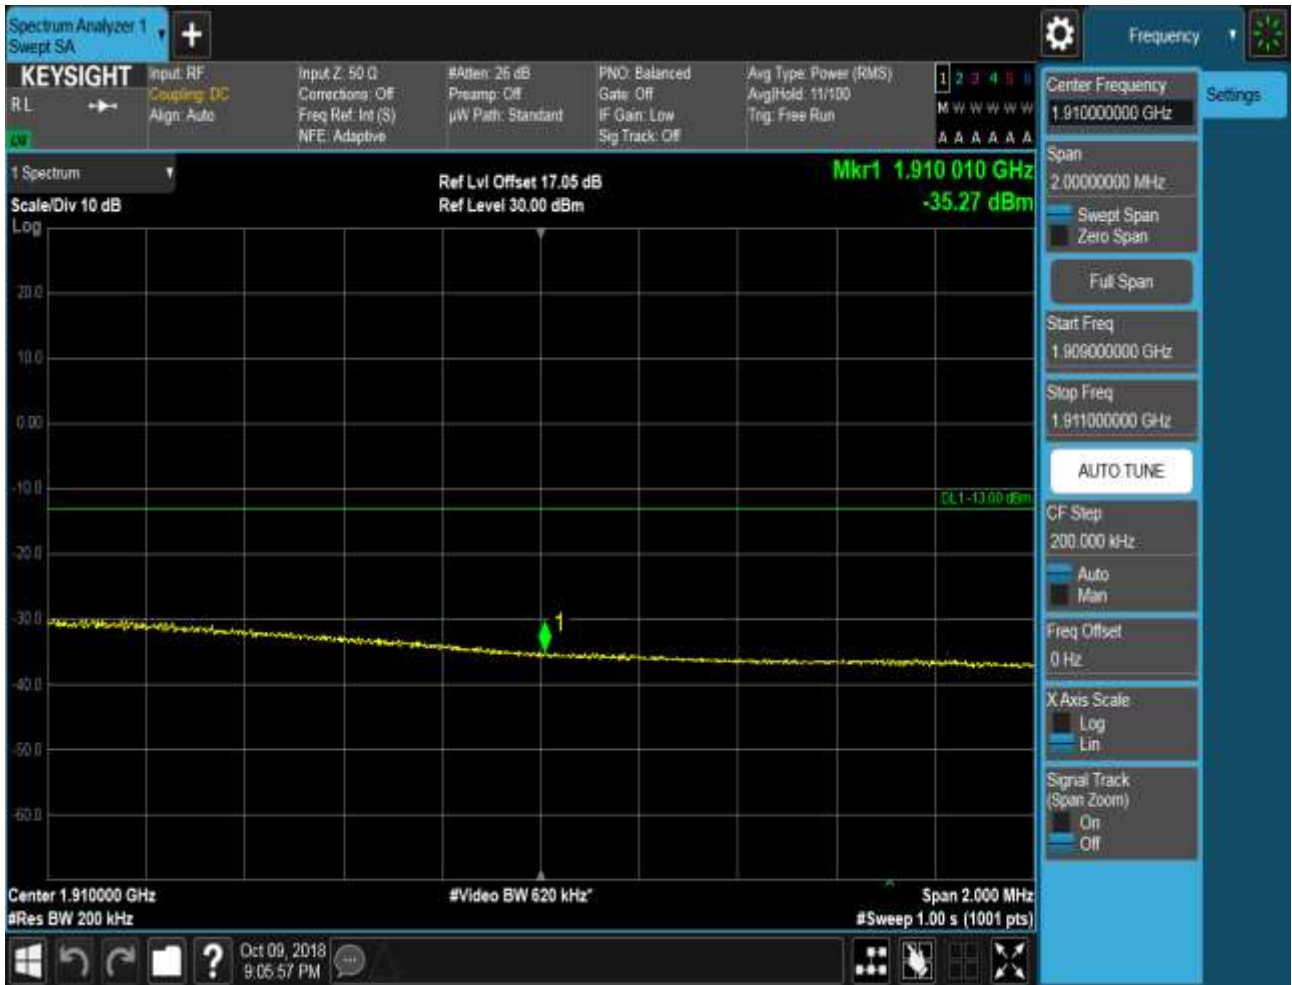 Spectrum Analyzer 1
Swept SA
Frequency
KEYSIGHT
R L
Input: RF
Coupling: DC
Align: Auto
Input Z: 50 Ω
Corrections: Off
Freq Ref: Int (S)
NFE: Adaptive
#Atten: 26 dB
Preamp: Off
µW Path: Standard
PNO: Balanced
Gate: Off
IF Gain: Low
Sig Track: Off
Avg Type: Power (RMS)
Avg|Hold: 11/100
Trig: Free Run
1 2 3 4 5 6
M W W W W W
A A A A A A
1 Spectrum
Scale/Div 10 dB
Log
Ref Lvl Offset 17.05 dB
Ref Level 30.00 dBm
Mkr1 1.910 010 GHz
-35.27 dBm
20.0
10.0
0.00
-10.0
DL1 -13.00 dBm
-20.0
-30.0
1
-40.0
-50.0
-60.0
Center 1.910000 GHz
#Res BW 200 kHz
#Video BW 620 kHz*
Span 2.000 MHz
#Sweep 1.00 s (1001 pts)
Oct 09, 2018
9:05:57 PM
Center Frequency
1.910000000 GHz
Settings
Span
2.00000000 MHz
Swept Span
Zero Span
Full Span
Start Freq
1.909000000 GHz
Stop Freq
1.911000000 GHz
AUTO TUNE
CF Step
200.000 kHz
Auto
Man
Freq Offset
0 Hz
X Axis Scale
Log
Lin
Signal Track
(Span Zoom)
On
Off